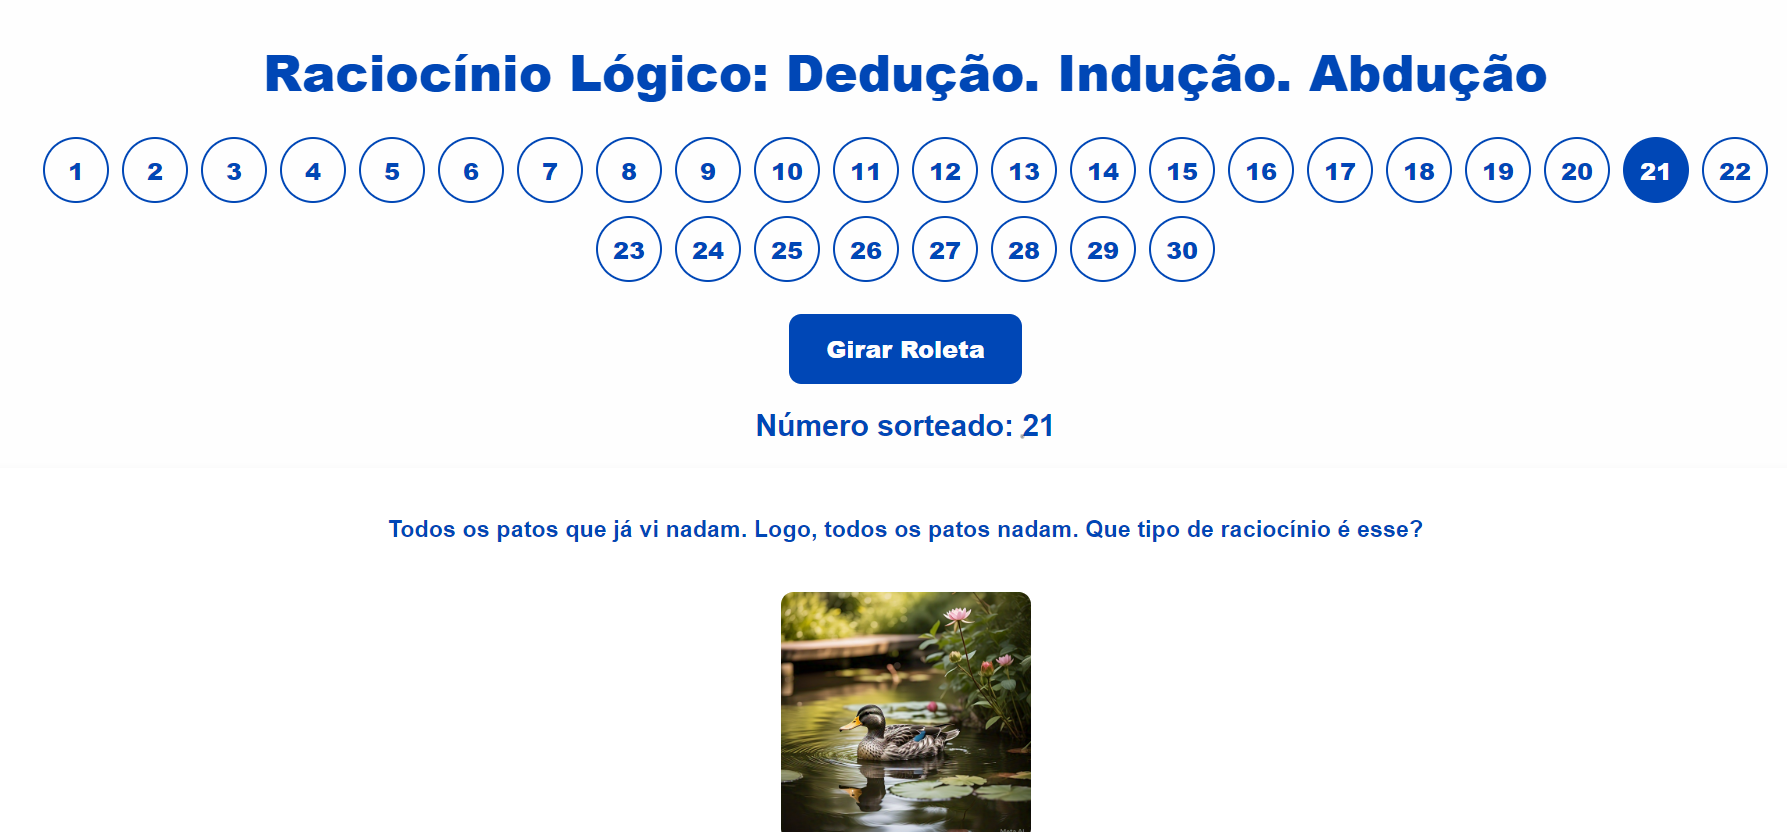 Raciocínio Lógico: Dedução. Indução. Abdução
1 2 3 4 5 6 7 8 9 10 11 12 13 14 15 16 17 18 19 20 21 22
23 24 25 26 27 28 29 30
Girar Roleta
Número sorteado: 21
Todos os patos que já vi nadam. Logo, todos os patos nadam. Que tipo de raciocínio é esse?